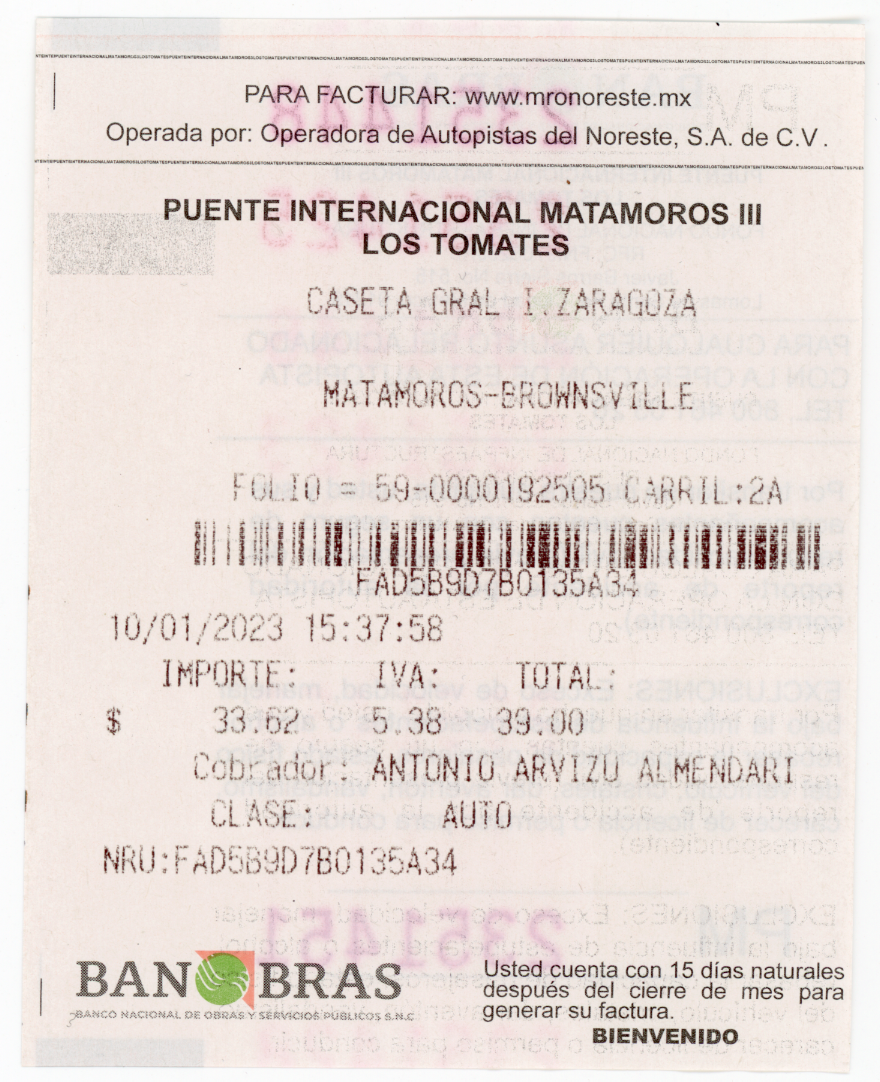 PARA FACTURAR: www.mronoreste.mx
Operada por: Operadora de Autopistas del Noreste, S.A. de C.V.
PUENTE INTERNACIONAL MATAMOROS III
LOS TOMATES
CASETA GRAL I.ZARAGOZA
MATAMOROS-BROWNSVILLE
FOLIO = 59-0000192505 CARRIL:2A
FAD5B9D7B0135A34
10/01/2023 15:37:58
IMPORTE: IVA: TOTAL:
$ 33.62 5.38 39.00
Cobrador: ANTONIO ARVIZU ALMENDARI
CLASE: AUTO
NRU:FAD5B9D7B0135A34
BANOBRAS
BANCO NACIONAL DE OBRAS Y SERVICIOS PÚBLICOS S.N.C
Usted cuenta con 15 días naturales
después del cierre de mes para
generar su factura.
BIENVENIDO